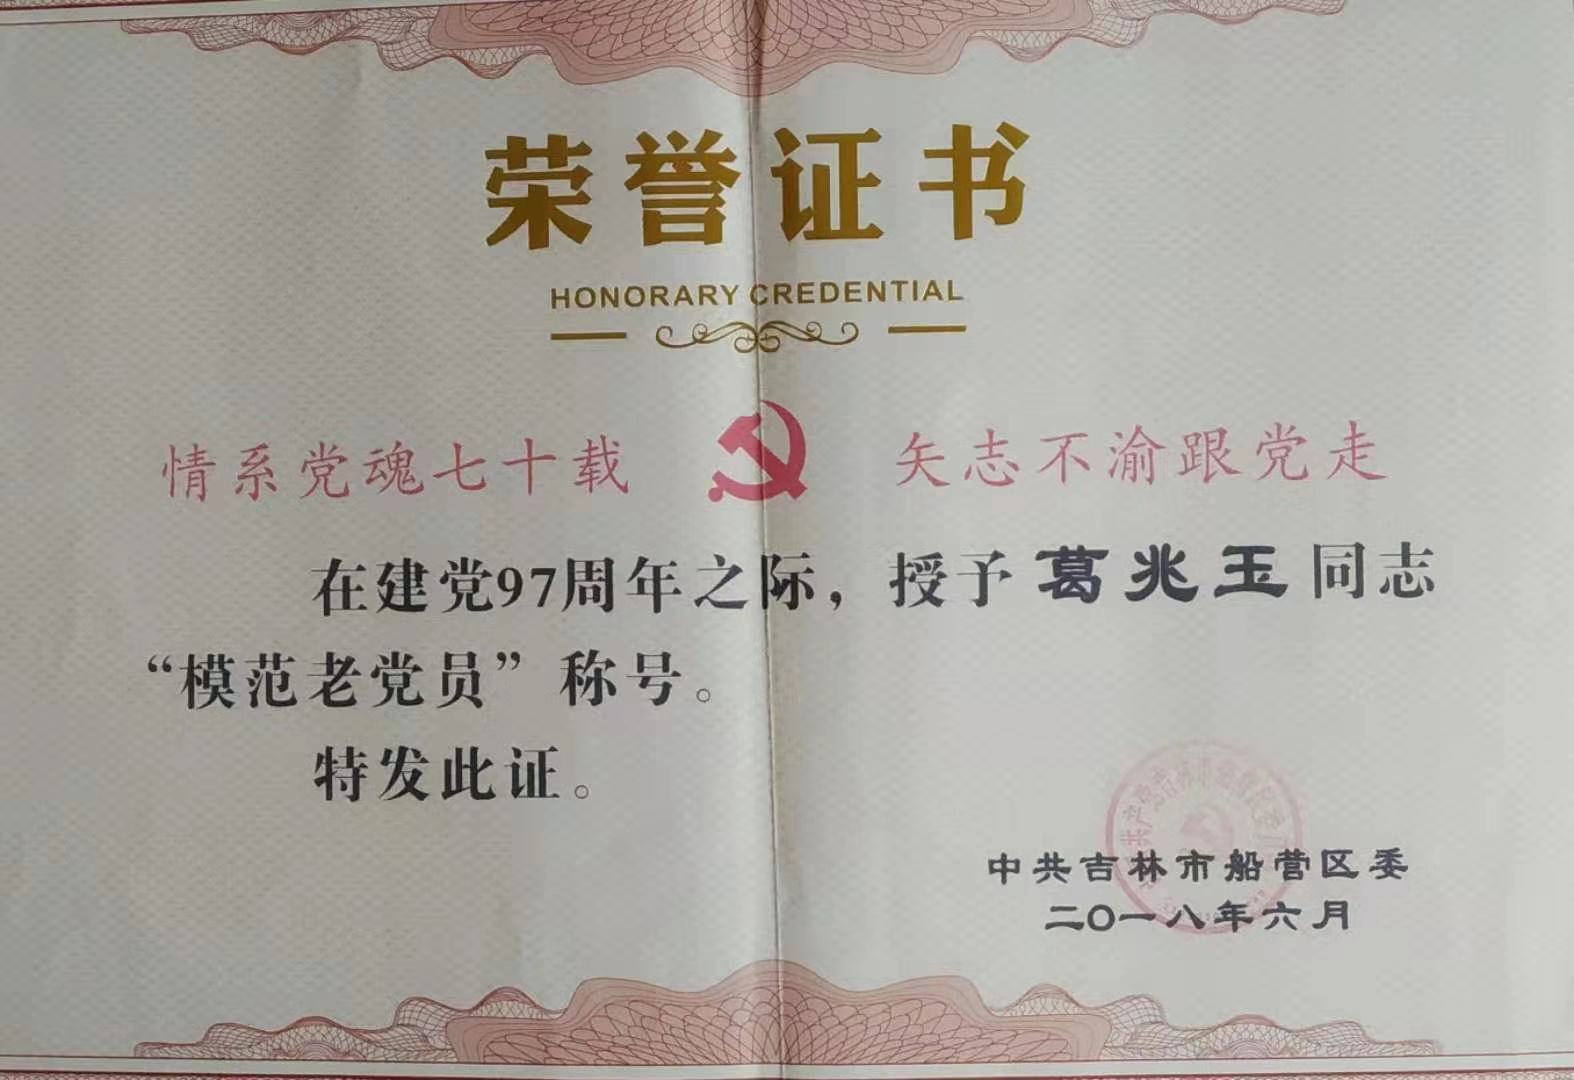 荣誉证书
HONORARY CREDENTIAL
情系党魂七十载 矢志不渝跟党走
在建党97周年之际，授予葛兆玉同志
“模范老党员”称号。
特发此证。
中共吉林市船营区委
二〇一八年六月